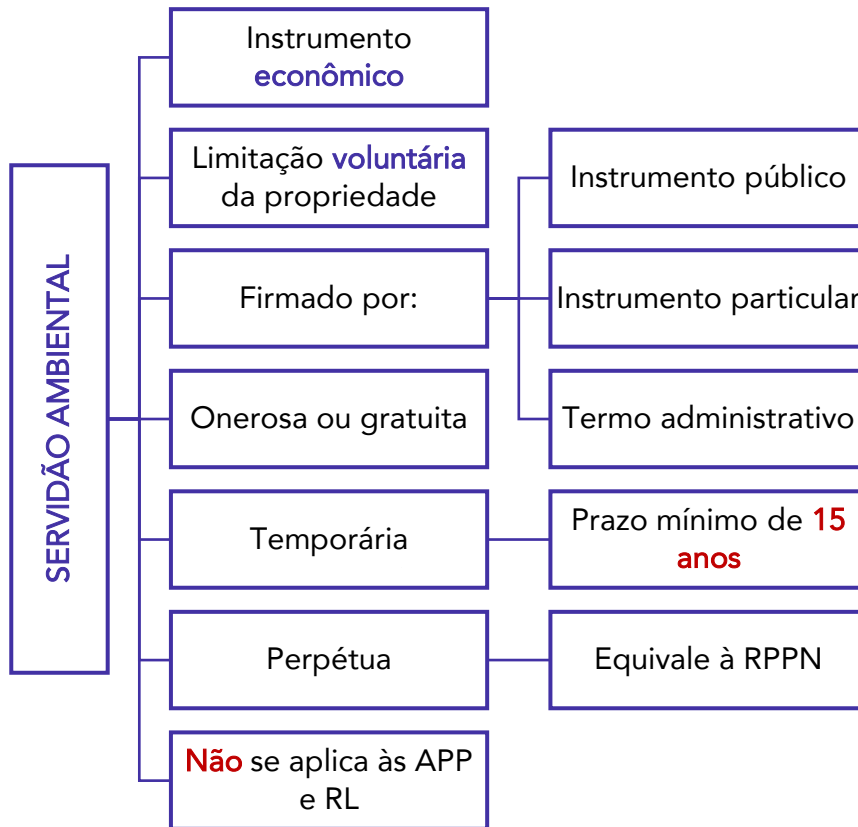 SERVIDÃO AMBIENTAL
Instrumento
econômico
Limitação voluntária
da propriedade
Firmado por:
Instrumento público
Instrumento particular
Termo administrativo
Onerosa ou gratuita
Temporária
Prazo mínimo de 15
anos
Perpétua
Equivale à RPPN
Não se aplica às APP
e RL